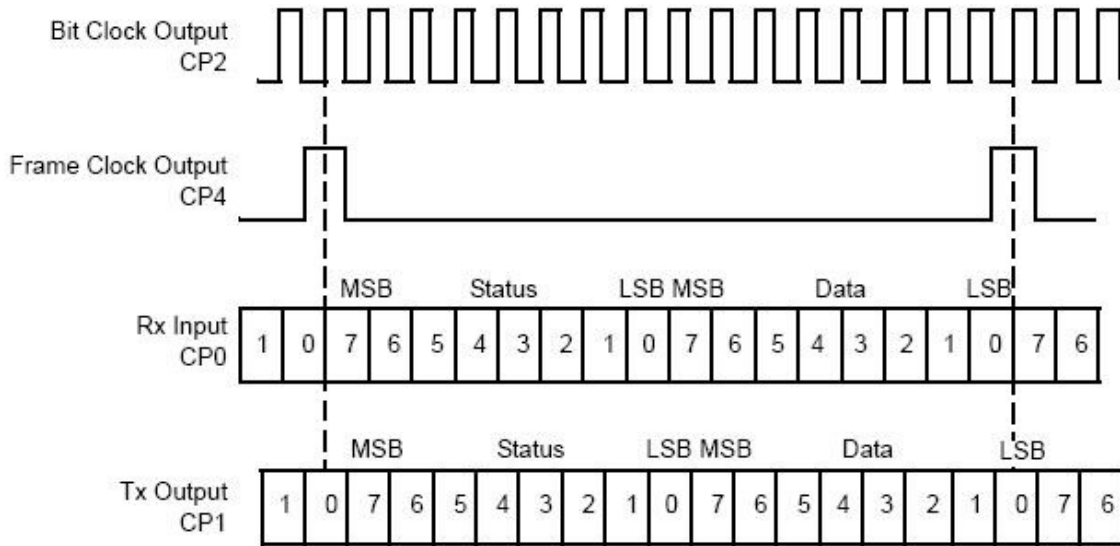 Bit Clock Output
CP2
Frame Clock Output
CP4
MSB Status LSB MSB Data LSB
Rx Input
CP0
1 0 7 6 5 4 3 2 1 0 7 6 5 4 3 2 1 0 7 6
MSB Status LSB MSB Data LSB
Tx Output
CP1
1 0 7 6 5 4 3 2 1 0 7 6 5 4 3 2 1 0 7 6